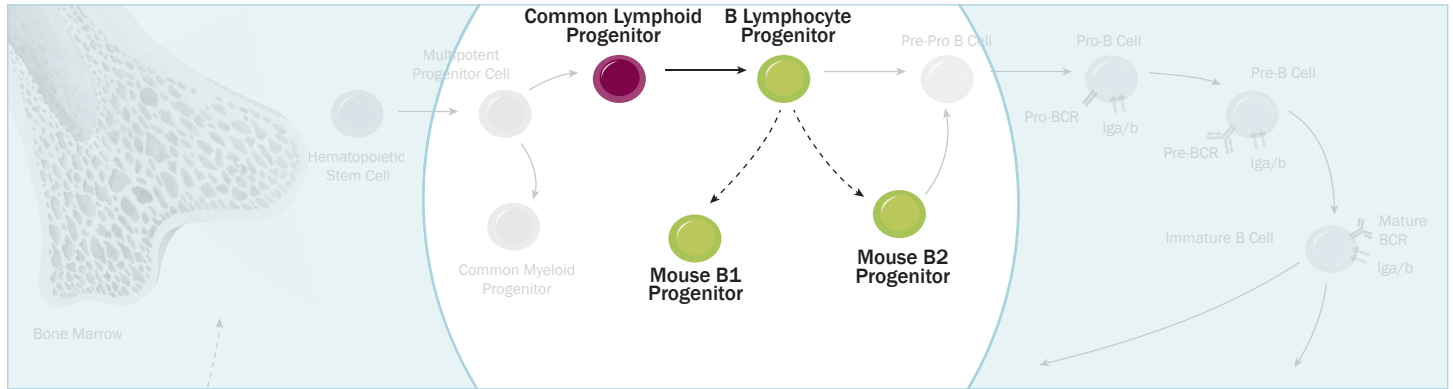 Common Lymphoid
Progenitor
B Lymphocyte
Progenitor
Multipotent
Progenitor Cell
Pre-Pro B Cell
Pro-B Cell
Pre-B Cell
Pro-BCR
Iga/b
Pre-BCR
Iga/b
Hematopoietic
Stem Cell
Mature
BCR
Immature B Cell
Iga/b
Mouse B1
Progenitor
Mouse B2
Progenitor
Common Myeloid
Progenitor
Bone Marrow